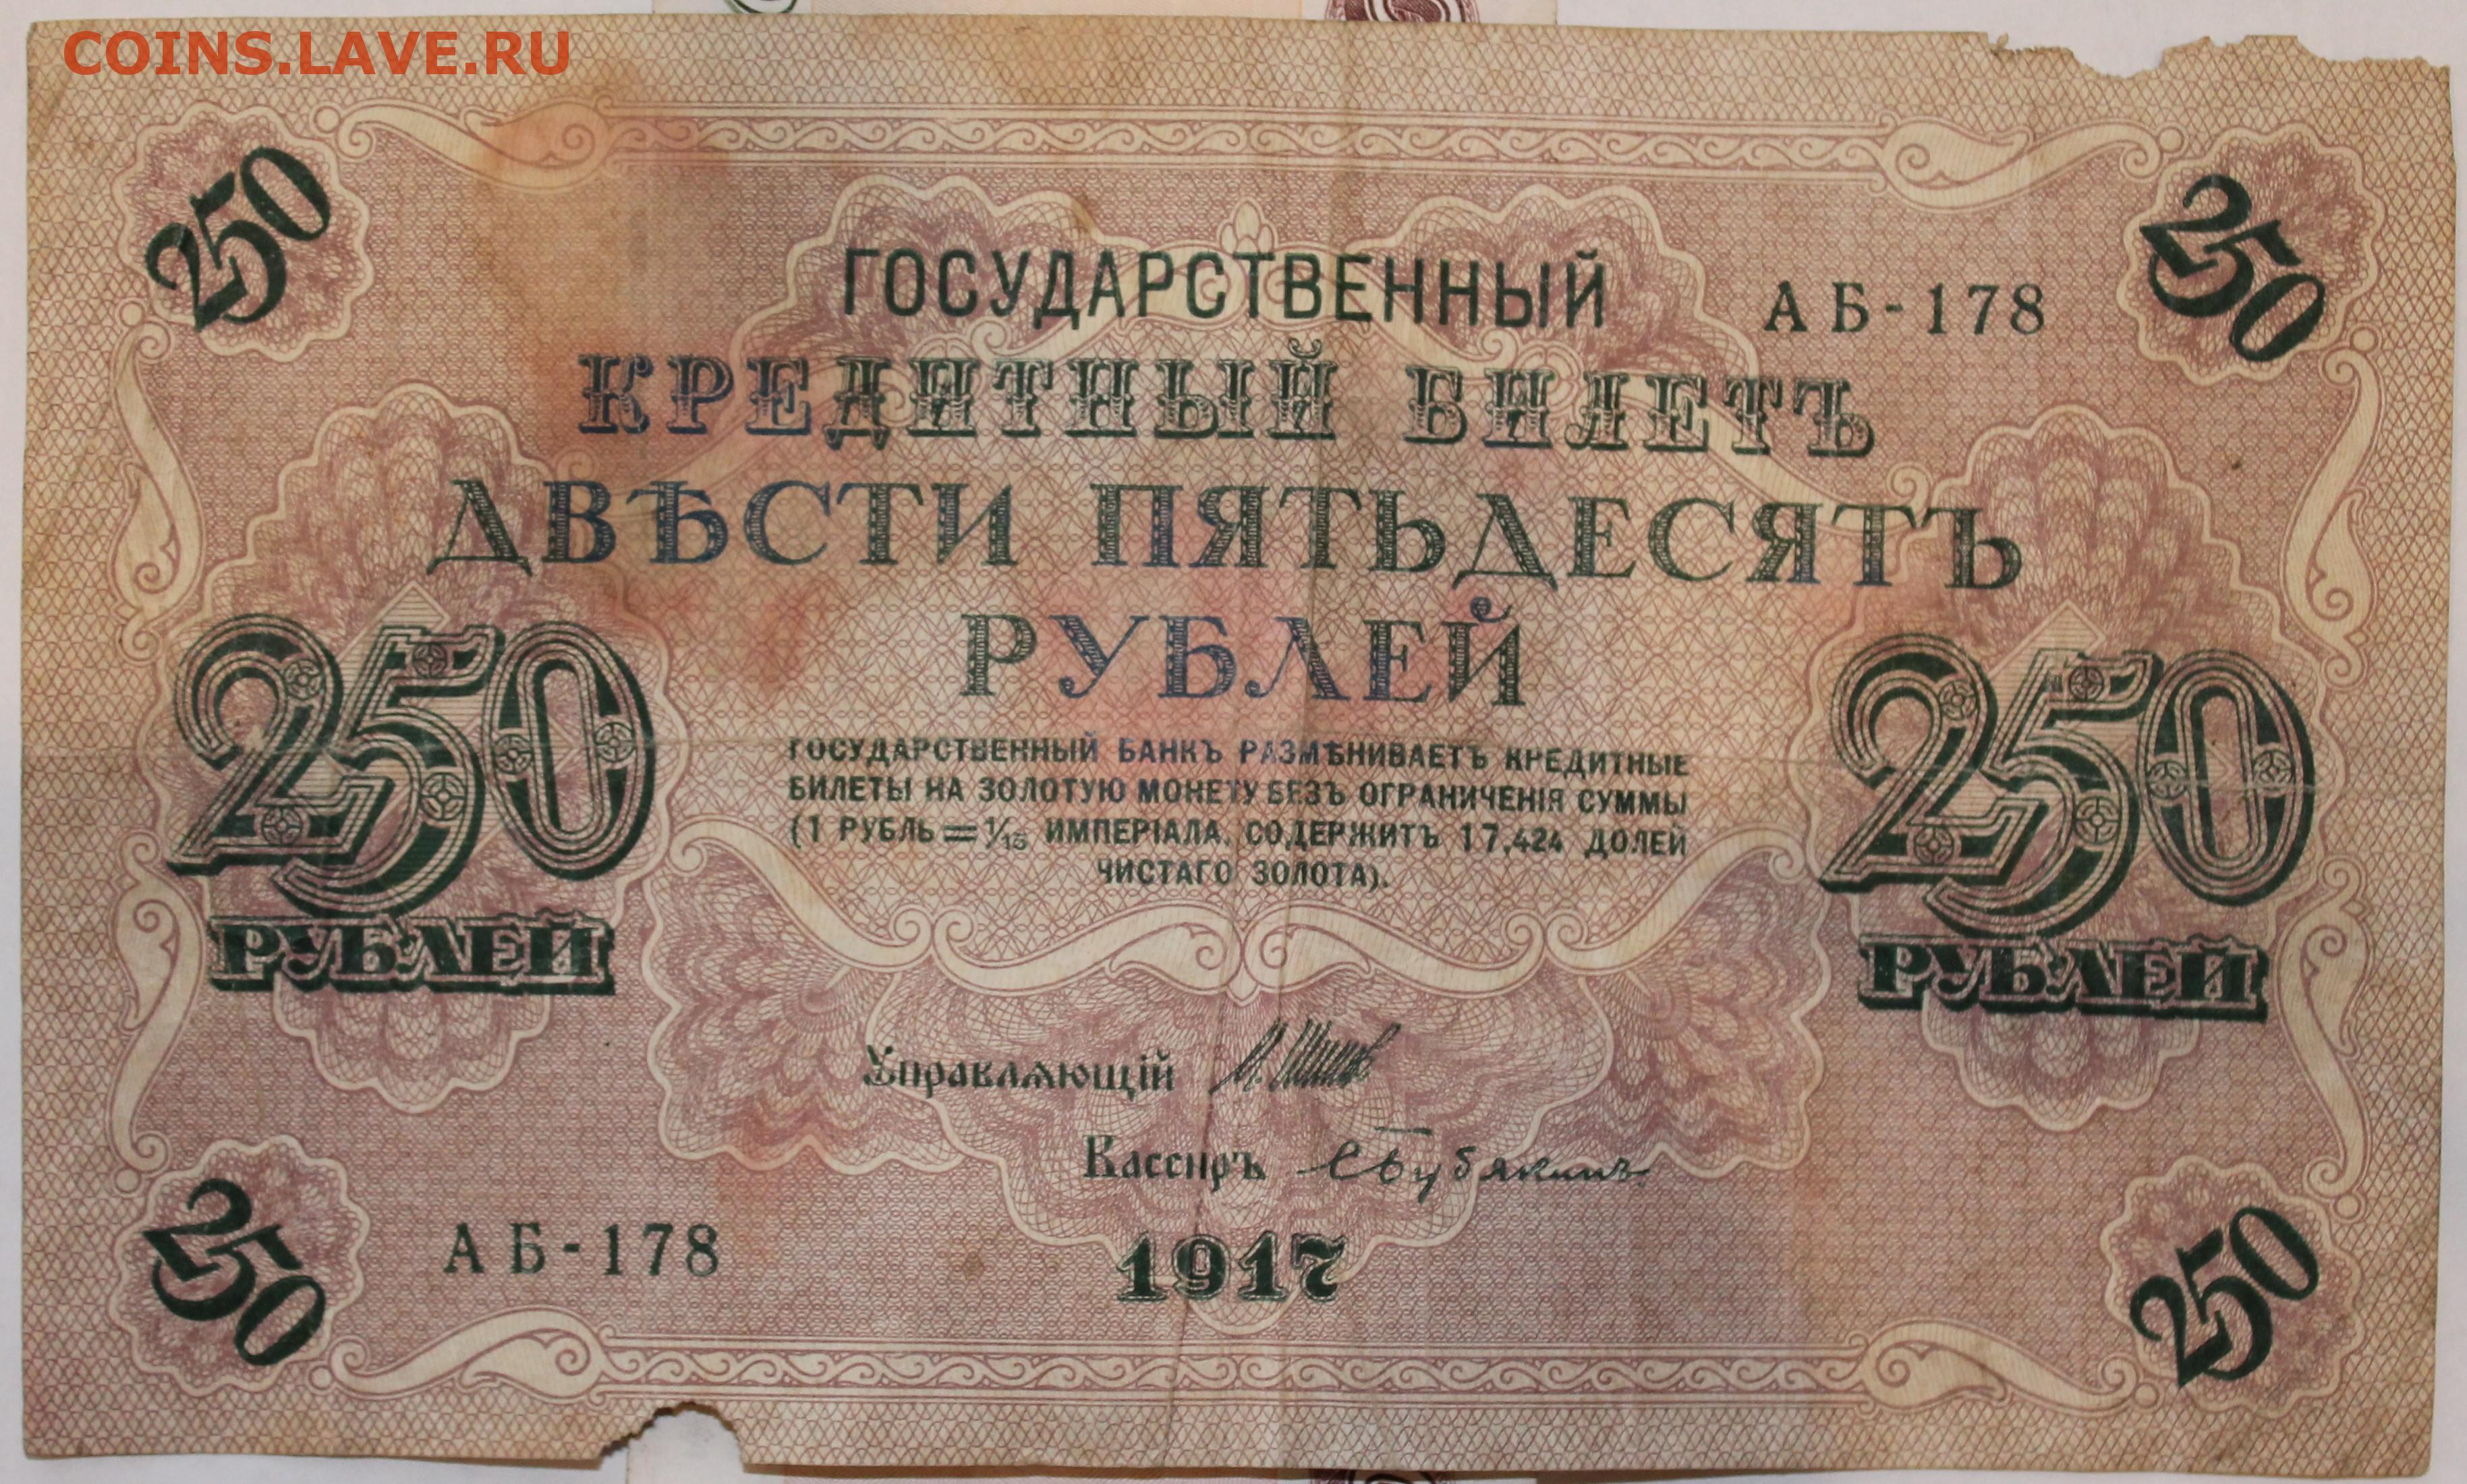 COINS.LAVE.RU
250
250
ГОСУДАРСТВЕННЫЙ
АБ-178
КРЕДИТНЫЙ БИЛЕТЪ
ДВѢСТИ ПЯТЬДЕСЯТЪ
РУБЛЕЙ
250
РУБЛЕЙ
250
РУБЛЕЙ
ГОСУДАРСТВЕННЫЙ БАНКЪ РАЗМѢНИВАЕТЪ КРЕДИТНЫЕ
БИЛЕТЫ НА ЗОЛОТУЮ МОНЕТУ БЕЗЪ ОГРАНИЧЕНІЯ СУММЫ
(1 РУБЛЬ = 1/15 ИМПЕРІАЛА, СОДЕРЖИТЪ 17,424 ДОЛЕЙ
ЧИСТАГО ЗОЛОТА).
Управляющій И. Шипов
Кассиръ С Бубякинъ
АБ-178
1917
250
250